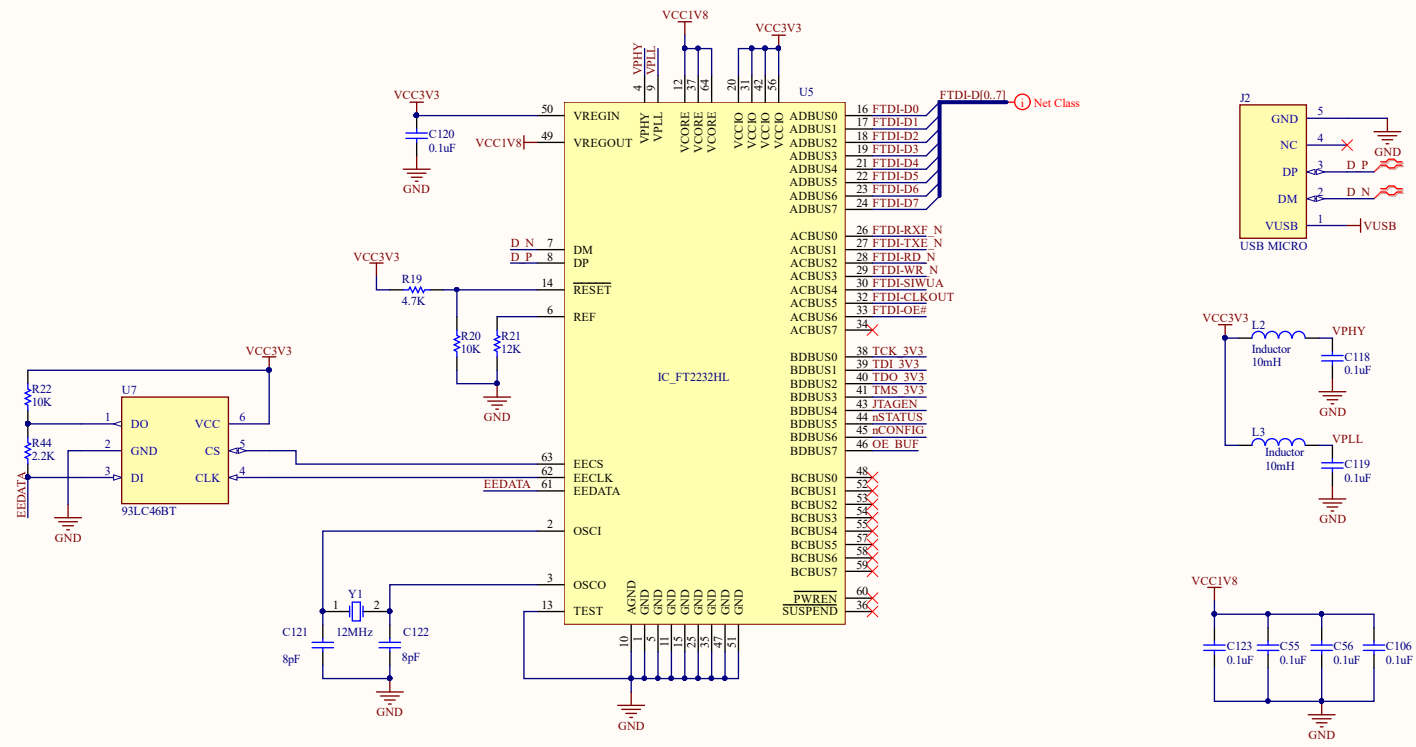 VCC1V8
VCC3V3
VPHY
VPLL
4
9
12
37
64
20
31
42
56
U5
FTDI-D[0..7]
i Net Class
VCC3V3
C120
0.1uF
GND
VCC1V8
50 VREGIN
49 VREGOUT
VPHY
VPLL
VCORE
VCORE
VCORE
VCCIO
VCCIO
VCCIO
VCCIO
ADBUS0 16 FTDI-D0
ADBUS1 17 FTDI-D1
ADBUS2 18 FTDI-D2
ADBUS3 19 FTDI-D3
ADBUS4 21 FTDI-D4
ADBUS5 22 FTDI-D5
ADBUS6 23 FTDI-D6
ADBUS7 24 FTDI-D7
ACBUS0 26 FTDI-RXF_N
ACBUS1 27 FTDI-TXE_N
ACBUS2 28 FTDI-RD_N
ACBUS3 29 FTDI-WR_N
ACBUS4 30 FTDI-SIWUA
ACBUS5 32 FTDI-CLKOUT
ACBUS6 33 FTDI-OE#
ACBUS7 34
D_N 7 DM
D_P 8 DP
VCC3V3
R19
4.7K
14 RESET
6 REF
R20
10K
R21
12K
GND
IC_FT2232HL
BDBUS0 38 TCK_3V3
BDBUS1 39 TDI_3V3
BDBUS2 40 TDO_3V3
BDBUS3 41 TMS_3V3
BDBUS4 43 JTAGEN
BDBUS5 44 nSTATUS
BDBUS6 45 nCONFIG
BDBUS7 46 OE_BUF
VCC3V3
R22
10K
R44
2.2K
EEDATA
U7
1 DO
2 GND
3 DI
VCC 6
CS 5
CLK 4
93LC46BT
GND
63 EECS
62 EECLK
EEDATA 61 EEDATA
BCBUS0 48
BCBUS1 52
BCBUS2 53
BCBUS3 54
BCBUS4 55
BCBUS5 57
BCBUS6 58
BCBUS7 59
2 OSCI
3 OSCO
13 TEST
PWREN 60
SUSPEND 36
Y1
1 2
12MHz
C121
8pF
C122
8pF
GND
AGND
GND
GND
GND
GND
GND
GND
GND
GND
10
1
5
11
15
25
35
47
51
GND
J2
GND 5
NC 4
DP 3 D_P
DM 2 D_N
VUSB 1 VUSB
USB MICRO
GND
VCC3V3
L2
Inductor
10mH
VPHY
C118
0.1uF
GND
L3
Inductor
10mH
VPLL
C119
0.1uF
GND
VCC1V8
C123
0.1uF
C55
0.1uF
C56
0.1uF
C106
0.1uF
GND